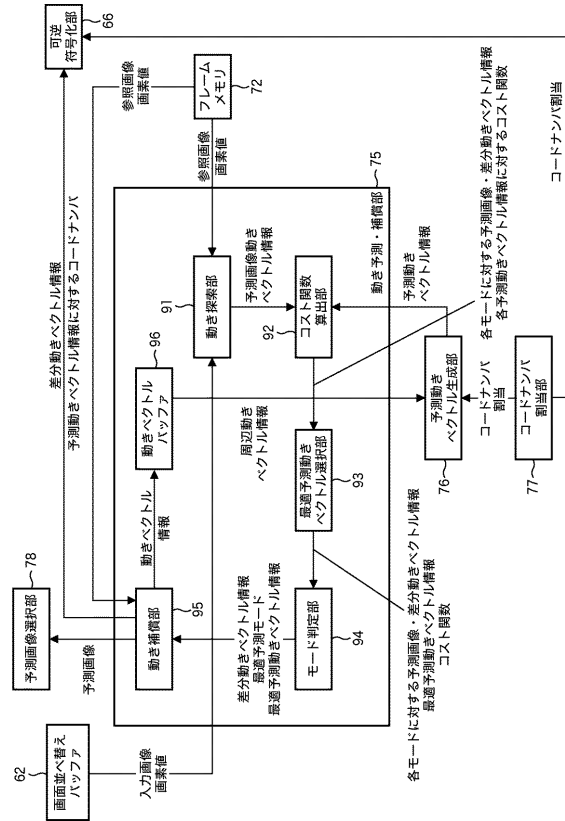 62
画面並べ替え
バッファ
入力画像
画素値
78
予測画像選択部
予測画像
差分動きベクトル情報
予測動きベクトル情報に対するコードナンバ
66
可逆
符号化部
参照画像
画素値
フレーム
メモリ
72
参照画像
画素値
動き補償部
95
動きベクトル
情報
96
動きベクトル
バッファ
91
動き探索部
予測画像動き
ベクトル情報
差分動きベクトル情報
最適予測モード
最適予測動きベクトル情報
周辺動き
ベクトル情報
モード判定部
94
最適予測動き
ベクトル選択部
93
コスト関数
算出部
92
動き予測・補償部
75
予測動き
ベクトル情報
各モードに対する予測画像・差分動きベクトル情報
最適予測動きベクトル情報
コスト関数
予測動き
ベクトル生成部
76
各モードに対する予測画像・差分動きベクトル情報
各予測動きベクトル情報に対するコスト関数
コードナンバ
割当
コードナンバ
割当部
77
コードナンバ割当